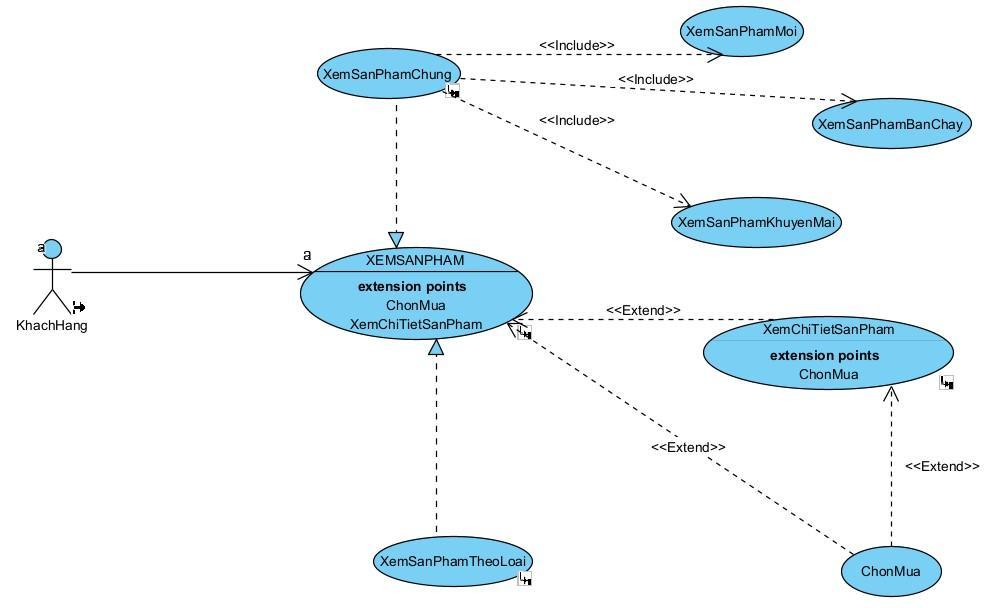 XemSanPhamMoi
<<Include>>
XemSanPhamChung
<<Include>>
<<Include>>
XemSanPhamBanChay
XemSanPhamKhuyenMai
a
a
KhachHang
XEMSANPHAM
extension points
ChonMua
XemChiTietSanPham
<<Extend>>
XemChiTietSanPham
extension points
ChonMua
<<Extend>>
<<Extend>>
XemSanPhamTheoLoai
ChonMua